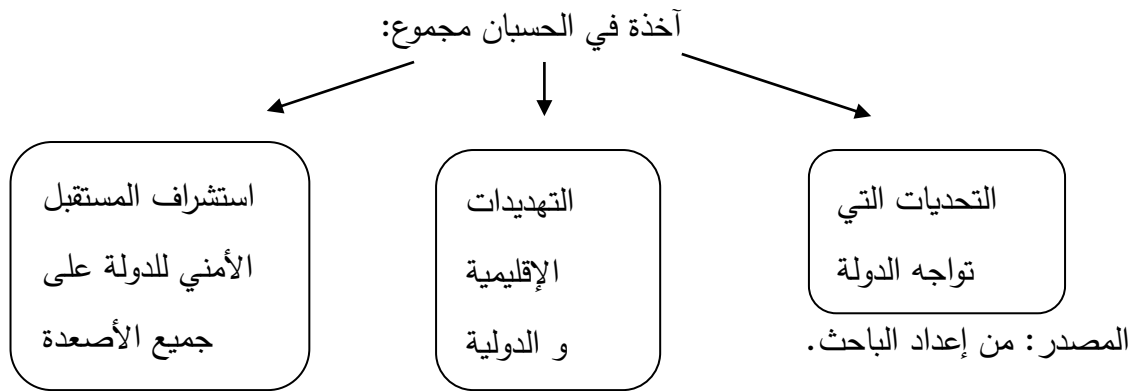 آخذة في الحسبان مجموع:
التحديات التي
تواجه الدولة
التهديدات
الإقليمية
و الدولية
استشراف المستقبل
الأمني للدولة على
جميع الأصعدة
المصدر: من إعداد الباحث.